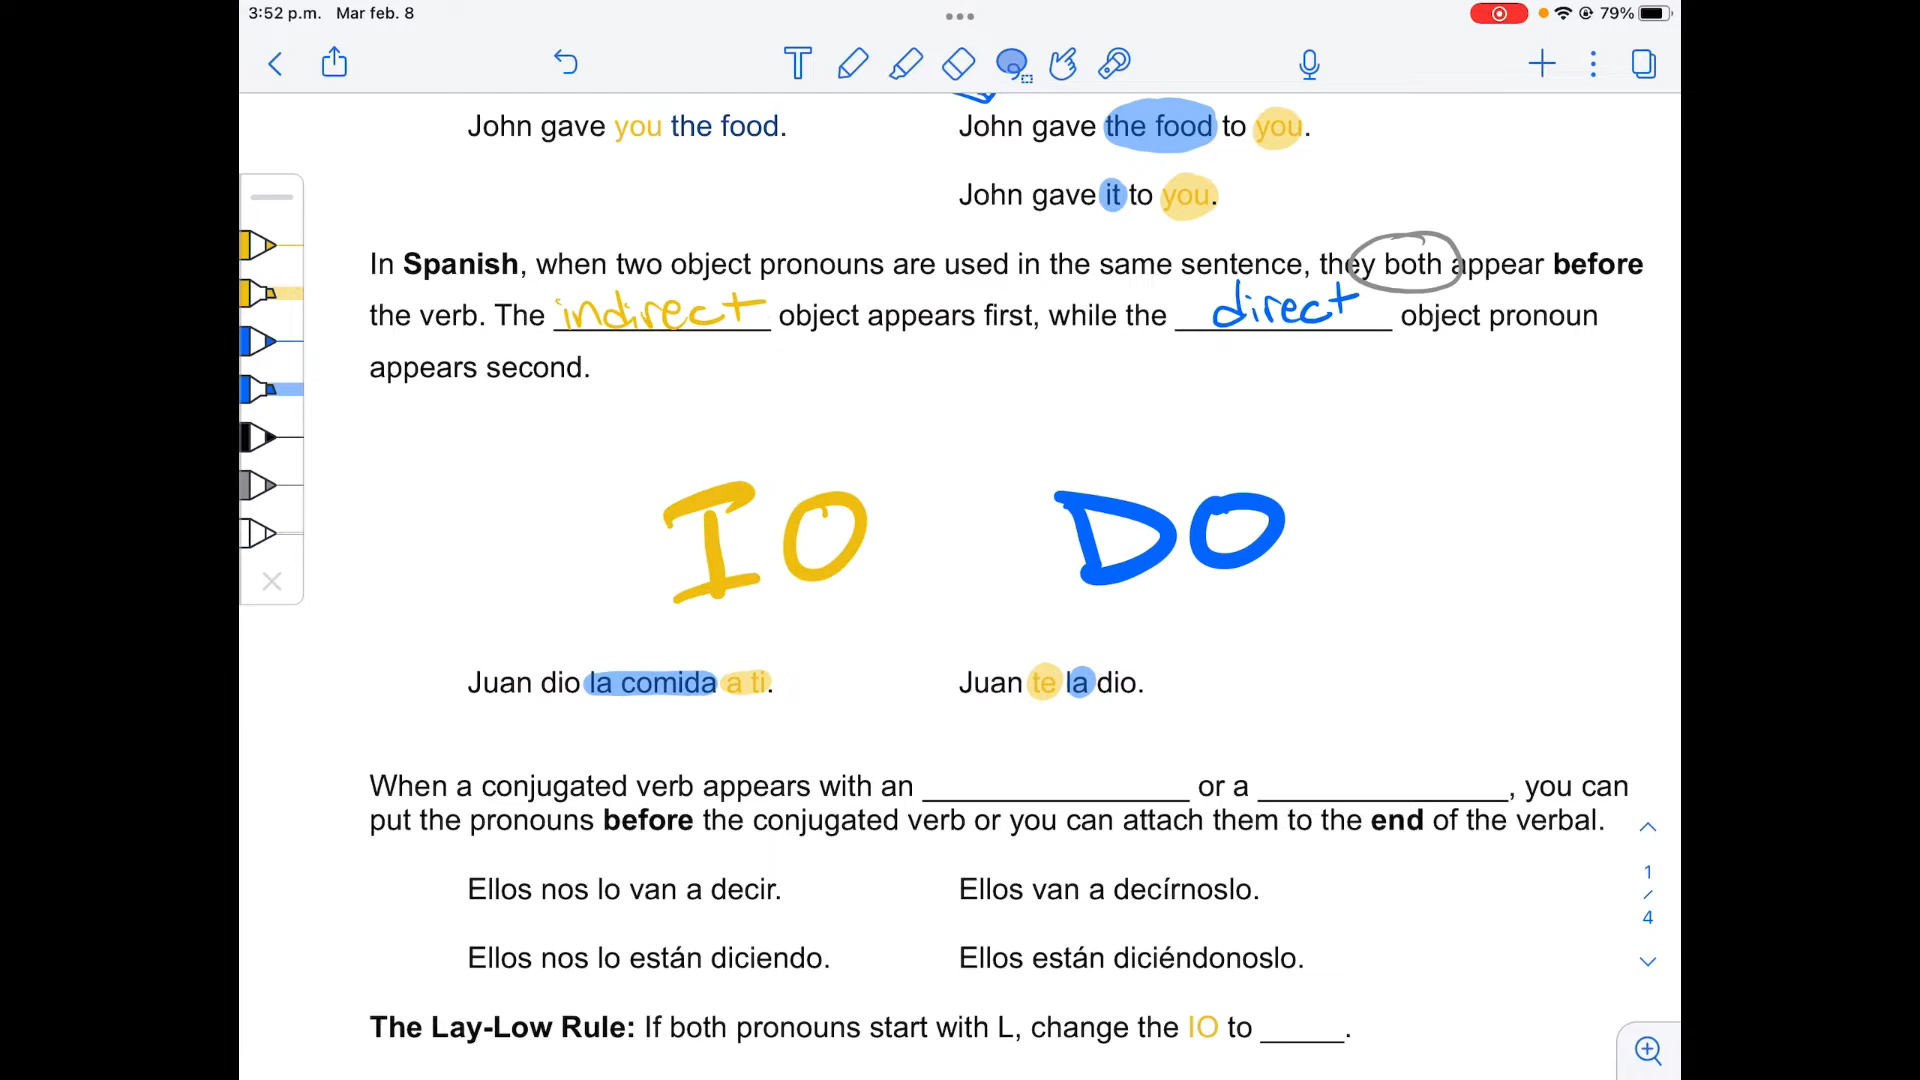 3:52 p.m. Mar feb. 8 79%
John gave you the food. John gave the food to you.
John gave it to you.
In Spanish, when two object pronouns are used in the same sentence, they both appear before
the verb. The indirect object appears first, while the direct object pronoun
appears second.
IO DO
Juan dio la comida a ti. Juan te la dio.
When a conjugated verb appears with an ________________ or a _______________, you can
put the pronouns before the conjugated verb or you can attach them to the end of the verbal.
Ellos nos lo van a decir. Ellos van a decírnoslo.
Ellos nos lo están diciendo. Ellos están diciéndonoslo.
The Lay-Low Rule: If both pronouns start with L, change the IO to _____.
1
/
4